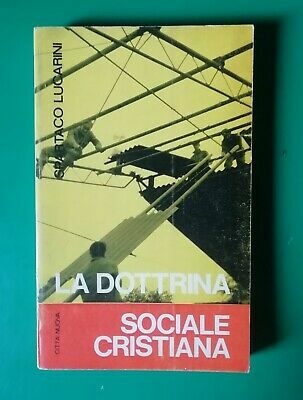 SPARTACO LUCARINI
LA DOTTRINA
SOCIALE
CRISTIANA
CITTÀ NUOVA